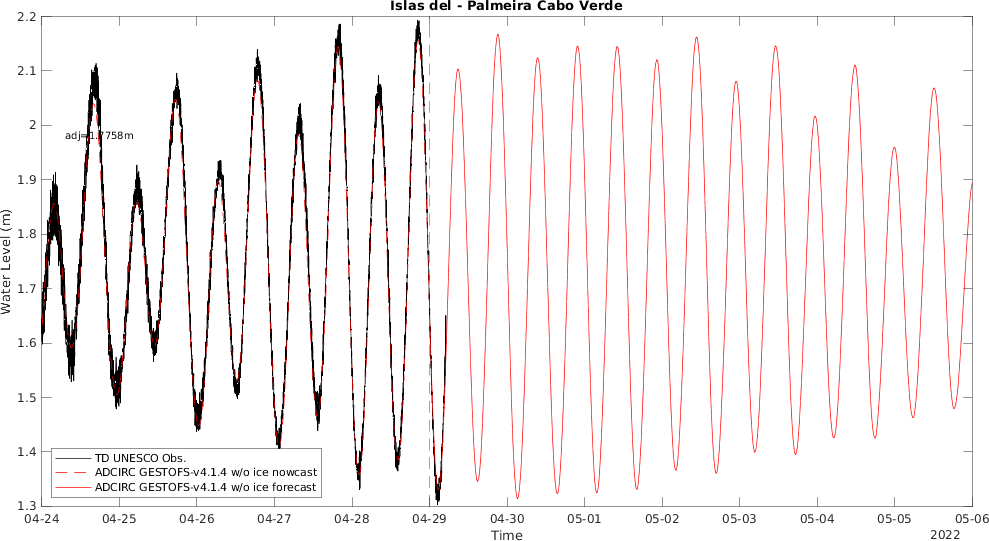 Islas del - Palmeira Cabo Verde
2.2
2.1
2
1.9
1.8
1.7
1.6
1.5
1.4
1.3
Water Level (m)
adj=1.7758m
TD UNESCO Obs.
ADCIRC GESTOFS-v4.1.4 w/o ice nowcast
ADCIRC GESTOFS-v4.1.4 w/o ice forecast
04-24 04-25 04-26 04-27 04-28 04-29 04-30 05-01 05-02 05-03 05-04 05-05 05-06
Time
2022